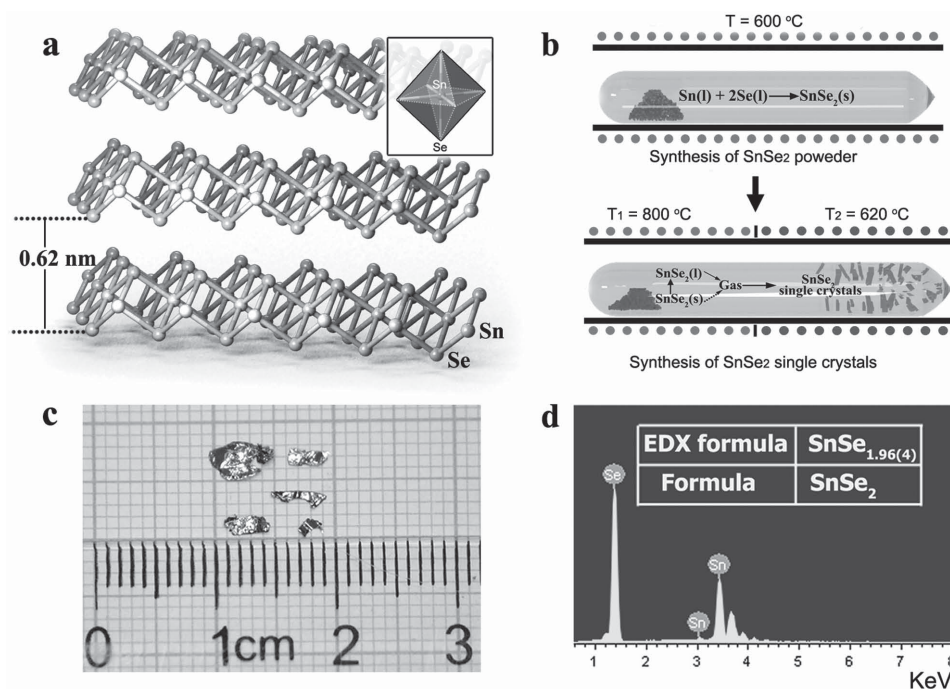 a
Sn
Se
0.62 nm
Sn
Se
b
T = 600 °C
Sn(l) + 2Se(l)→SnSe2(s)
Synthesis of SnSe2 poweder
T1 = 800 °C
T2 = 620 °C
SnSe2(l)
SnSe2(s)
Gas
SnSe2
single crystals
Synthesis of SnSe2 single crystals
c
0 1cm 2 3
d
EDX formula SnSe1.96(4)
Formula SnSe2
Se
Sn
Sn
1 2 3 4 5 6 7 8
KeV